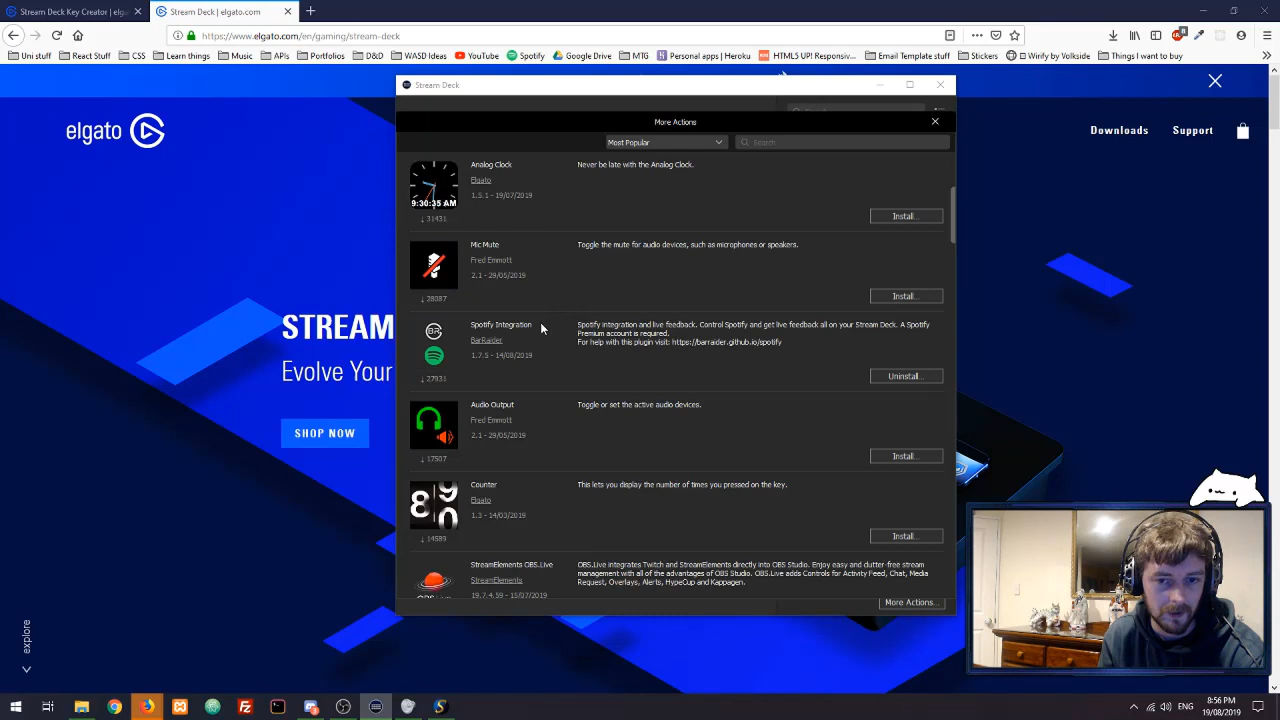 Stream Deck Key Creator | elga
Stream Deck | elgato.com
https://www.elgato.com/en/gaming/stream-deck
Uni stuff
React Stuff
CSS
Learn things
Music
APIs
Portfolios
WASD Ideas
YouTube
Spotify
Google Drive
MTG
Personal apps | Heroku
HTML5 UP! Responsiv...
Email Template stuff
Stickers
Wirify by Volkside
D&D
Things I want to buy
elgato
Downloads
Support
STREAM
Evolve Your
SHOP NOW
explore
Stream Deck
More Actions
Most Popular
Search
Analog Clock
Never be late with the Analog Clock.
Elgato
1.5.1 - 19/07/2019
9:30:35 AM
31431
Install...
Mic Mute
Toggle the mute for audio devices, such as microphones or speakers.
Fred Emmott
2.1 - 29/05/2019
28087
Install...
Spotify Integration
Spotify integration and live feedback. Control Spotify and get live feedback all on your Stream Deck. A Spotify
Premium account is required.
For help with this plugin visit: https://barraider.github.io/spotify
BarRaider
1.7.5 - 14/08/2019
27931
Uninstall...
Audio Output
Toggle or set the active audio devices.
Fred Emmott
2.1 - 29/05/2019
17507
Install...
Counter
This lets you display the number of times you pressed on the key.
Elgato
1.3 - 14/03/2019
14589
Install...
StreamElements OBS.Live
OBS.Live integrates Twitch and StreamElements directly into OBS Studio. Enjoy easy and clutter-free stream
management with all of the advantages of OBS Studio. OBS.Live adds Controls for Activity Feed, Chat, Media
Request, Overlays, Alerts, HypeCup and Kappagen.
StreamElements
19.7.4.59 - 15/07/2019
More Actions...
ENG
8:56 PM
19/08/2019